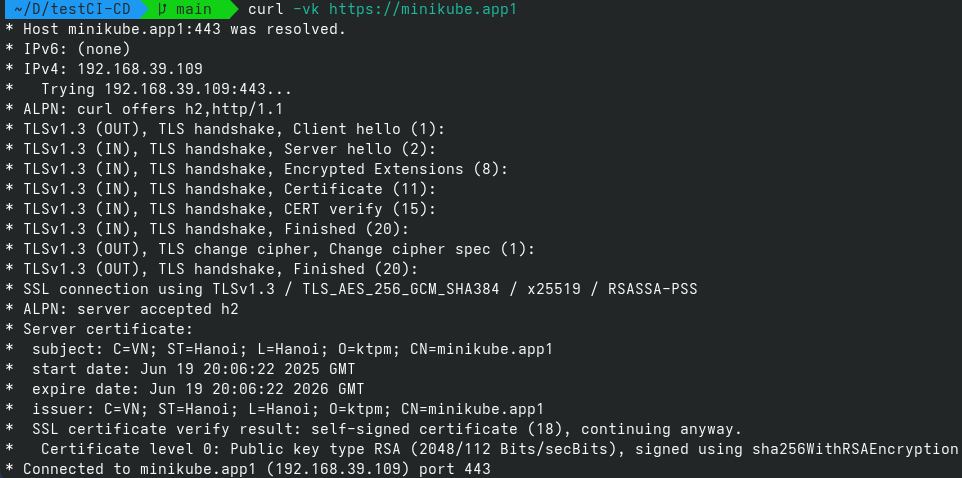 ~/D/testCI-CD main curl -vk https://minikube.app1
* Host minikube.app1:443 was resolved.
* IPv6: (none)
* IPv4: 192.168.39.109
*   Trying 192.168.39.109:443...
* ALPN: curl offers h2,http/1.1
* TLSv1.3 (OUT), TLS handshake, Client hello (1):
* TLSv1.3 (IN), TLS handshake, Server hello (2):
* TLSv1.3 (IN), TLS handshake, Encrypted Extensions (8):
* TLSv1.3 (IN), TLS handshake, Certificate (11):
* TLSv1.3 (IN), TLS handshake, CERT verify (15):
* TLSv1.3 (IN), TLS handshake, Finished (20):
* TLSv1.3 (OUT), TLS change cipher, Change cipher spec (1):
* TLSv1.3 (OUT), TLS handshake, Finished (20):
* SSL connection using TLSv1.3 / TLS_AES_256_GCM_SHA384 / x25519 / RSASSA-PSS
* ALPN: server accepted h2
* Server certificate:
*  subject: C=VN; ST=Hanoi; L=Hanoi; O=ktpm; CN=minikube.app1
*  start date: Jun 19 20:06:22 2025 GMT
*  expire date: Jun 19 20:06:22 2026 GMT
*  issuer: C=VN; ST=Hanoi; L=Hanoi; O=ktpm; CN=minikube.app1
*  SSL certificate verify result: self-signed certificate (18), continuing anyway.
*   Certificate level 0: Public key type RSA (2048/112 Bits/secBits), signed using sha256WithRSAEncryption
* Connected to minikube.app1 (192.168.39.109) port 443